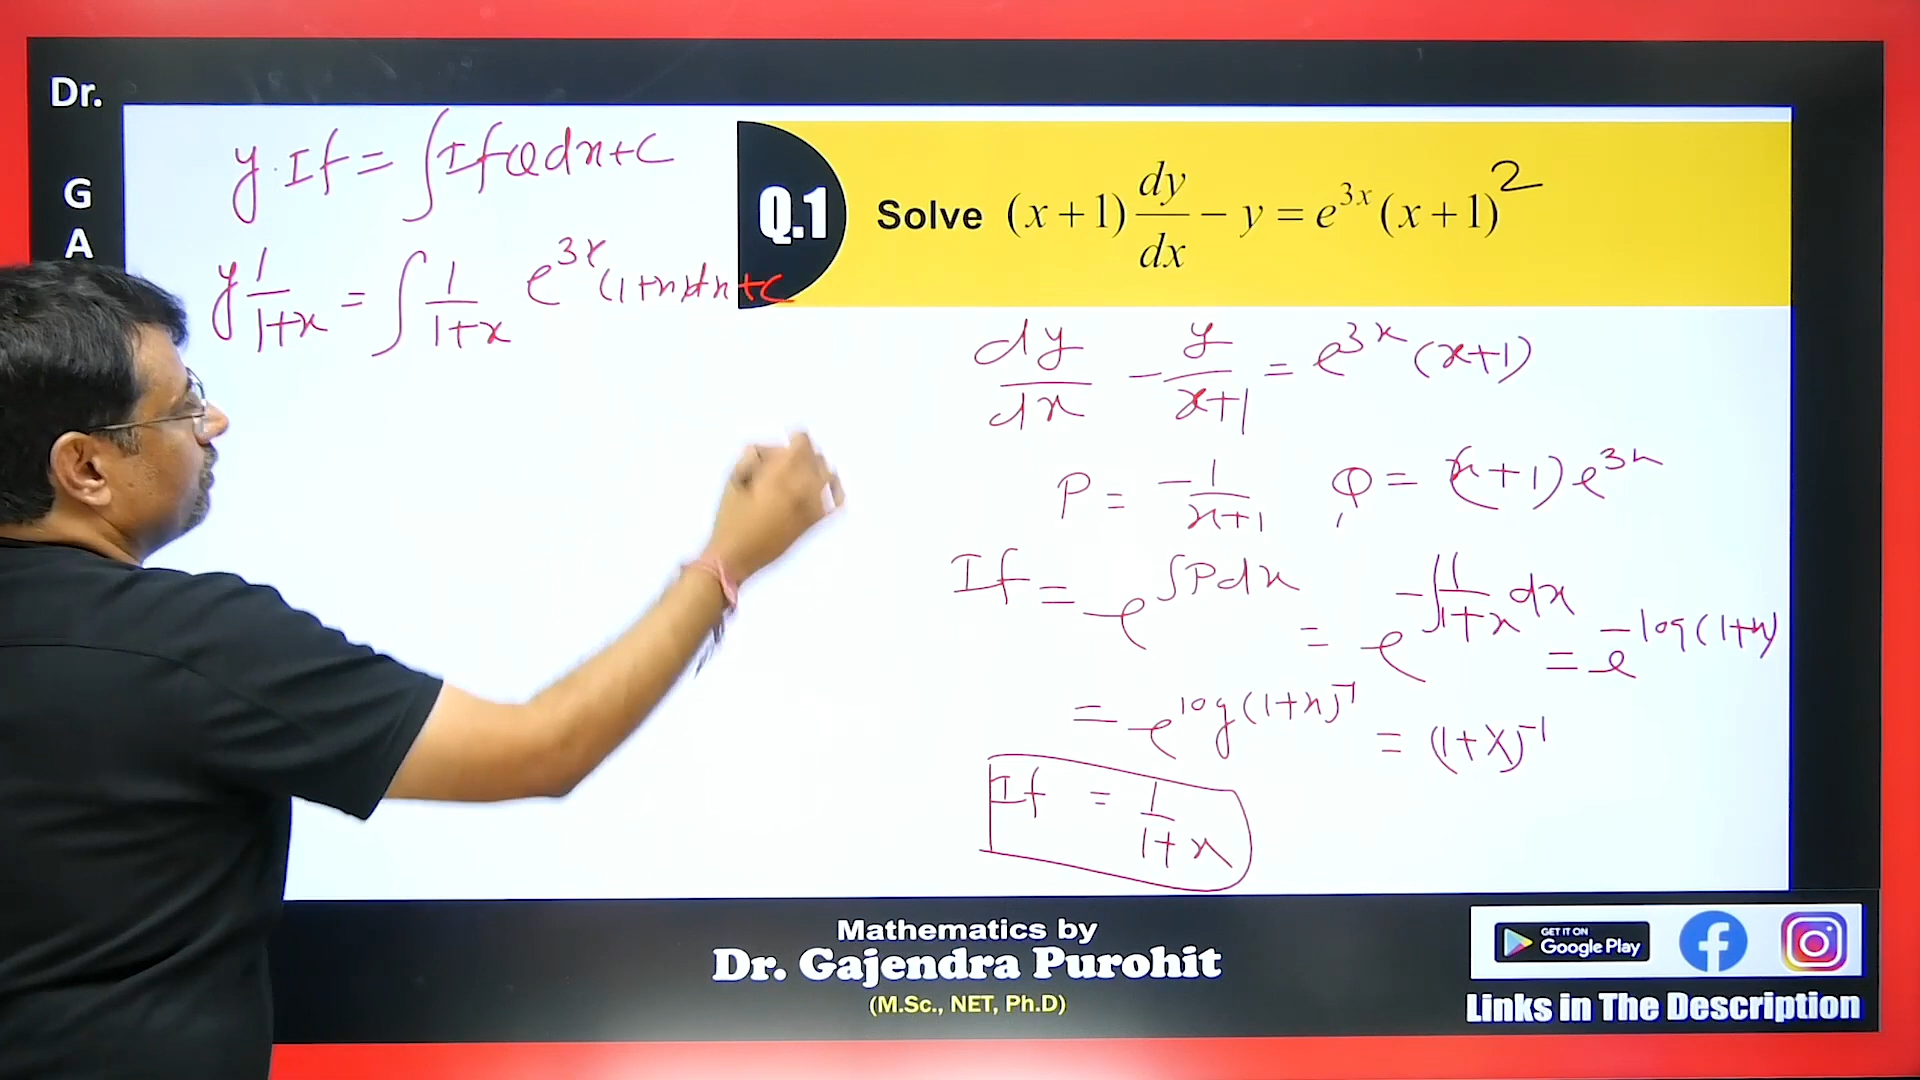 Dr.
G
A
y·If = ∫If Q dx + c
y 1/1+x = ∫ 1/1+x e^3x (1+x) dx + c
Q.1 Solve (x+1) dy/dx − y = e^3x (x+1)^2
dy/dx − y/x+1 = e^3x (x+1)
P = −1/x+1 Q = (x+1) e^3x
If = e^∫P dx = e^−∫1/1+x dx = e^−log(1+x)
= e^log(1+x)^−1 = (1+x)^−1
If = 1/1+x
Mathematics by
Dr. Gajendra Purohit
(M.Sc., NET, Ph.D)
GET IT ON
Google Play
Links in The Description